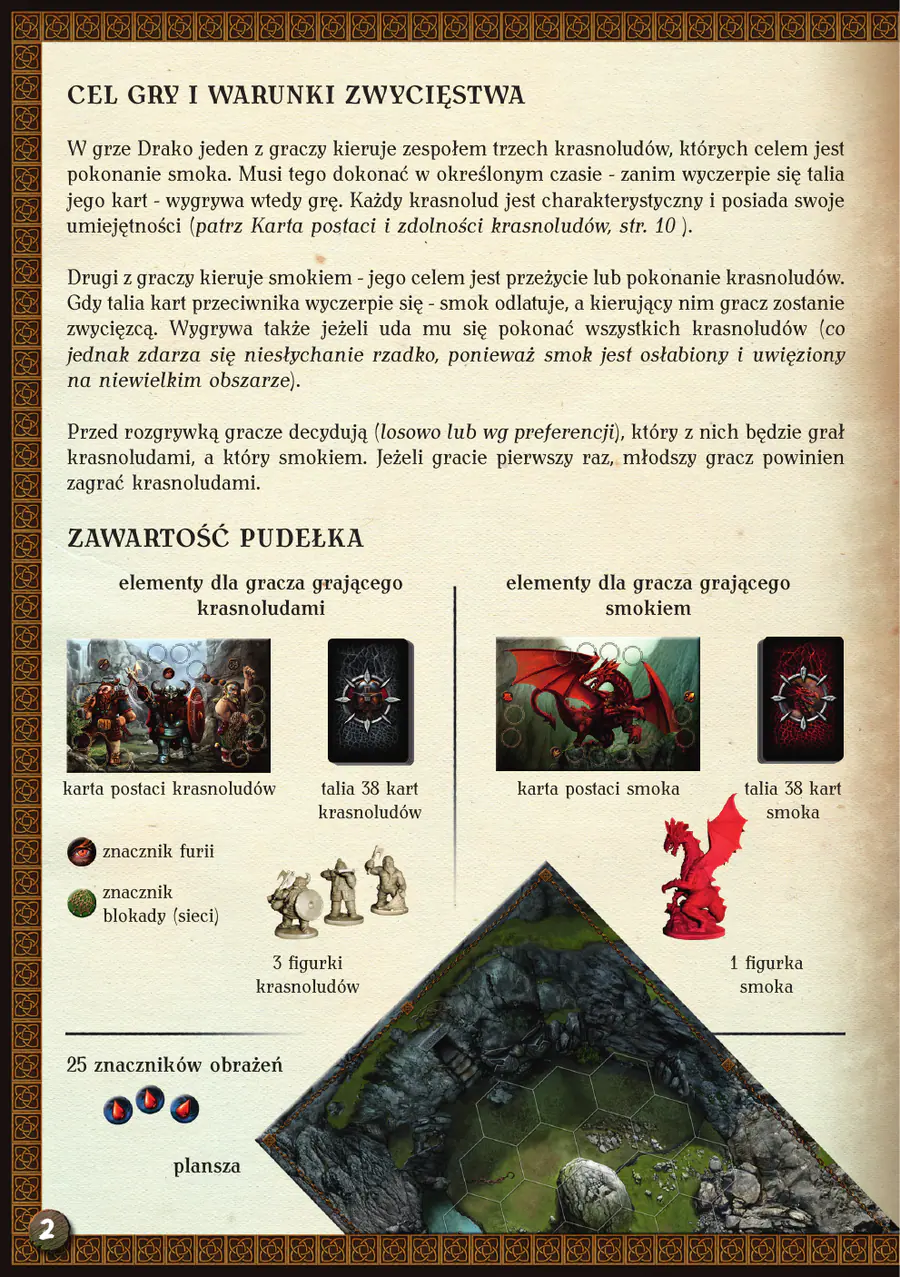 CEL GRY I WARUNKI ZWYCIĘSTWA
W grze Drako jeden z graczy kieruje zespołem trzech krasnoludów, których celem jest
pokonanie smoka. Musi tego dokonać w określonym czasie - zanim wyczerpie się talia
jego kart - wygrywa wtedy grę. Każdy krasnolud jest charakterystyczny i posiada swoje
umiejętności (patrz Karta postaci i zdolności krasnoludów, str. 10 ).
Drugi z graczy kieruje smokiem - jego celem jest przeżycie lub pokonanie krasnoludów.
Gdy talia kart przeciwnika wyczerpie się - smok odlatuje, a kierujący nim gracz zostanie
zwycięzcą. Wygrywa także jeżeli uda mu się pokonać wszystkich krasnoludów (co
jednak zdarza się niesłychanie rzadko, ponieważ smok jest osłabiony i uwięziony
na niewielkim obszarze).
Przed rozgrywką gracze decydują (losowo lub wg preferencji), który z nich będzie grał
krasnoludami, a który smokiem. Jeżeli gracie pierwszy raz, młodszy gracz powinien
zagrać krasnoludami.
ZAWARTOŚĆ PUDEŁKA
elementy dla gracza grającego
krasnoludami
elementy dla gracza grającego
smokiem
karta postaci krasnoludów
talia 38 kart
krasnoludów
karta postaci smoka
talia 38 kart
smoka
znacznik furii
znacznik
blokady (sieci)
3 figurki
krasnoludów
1 figurka
smoka
25 znaczników obrażeń
plansza
2